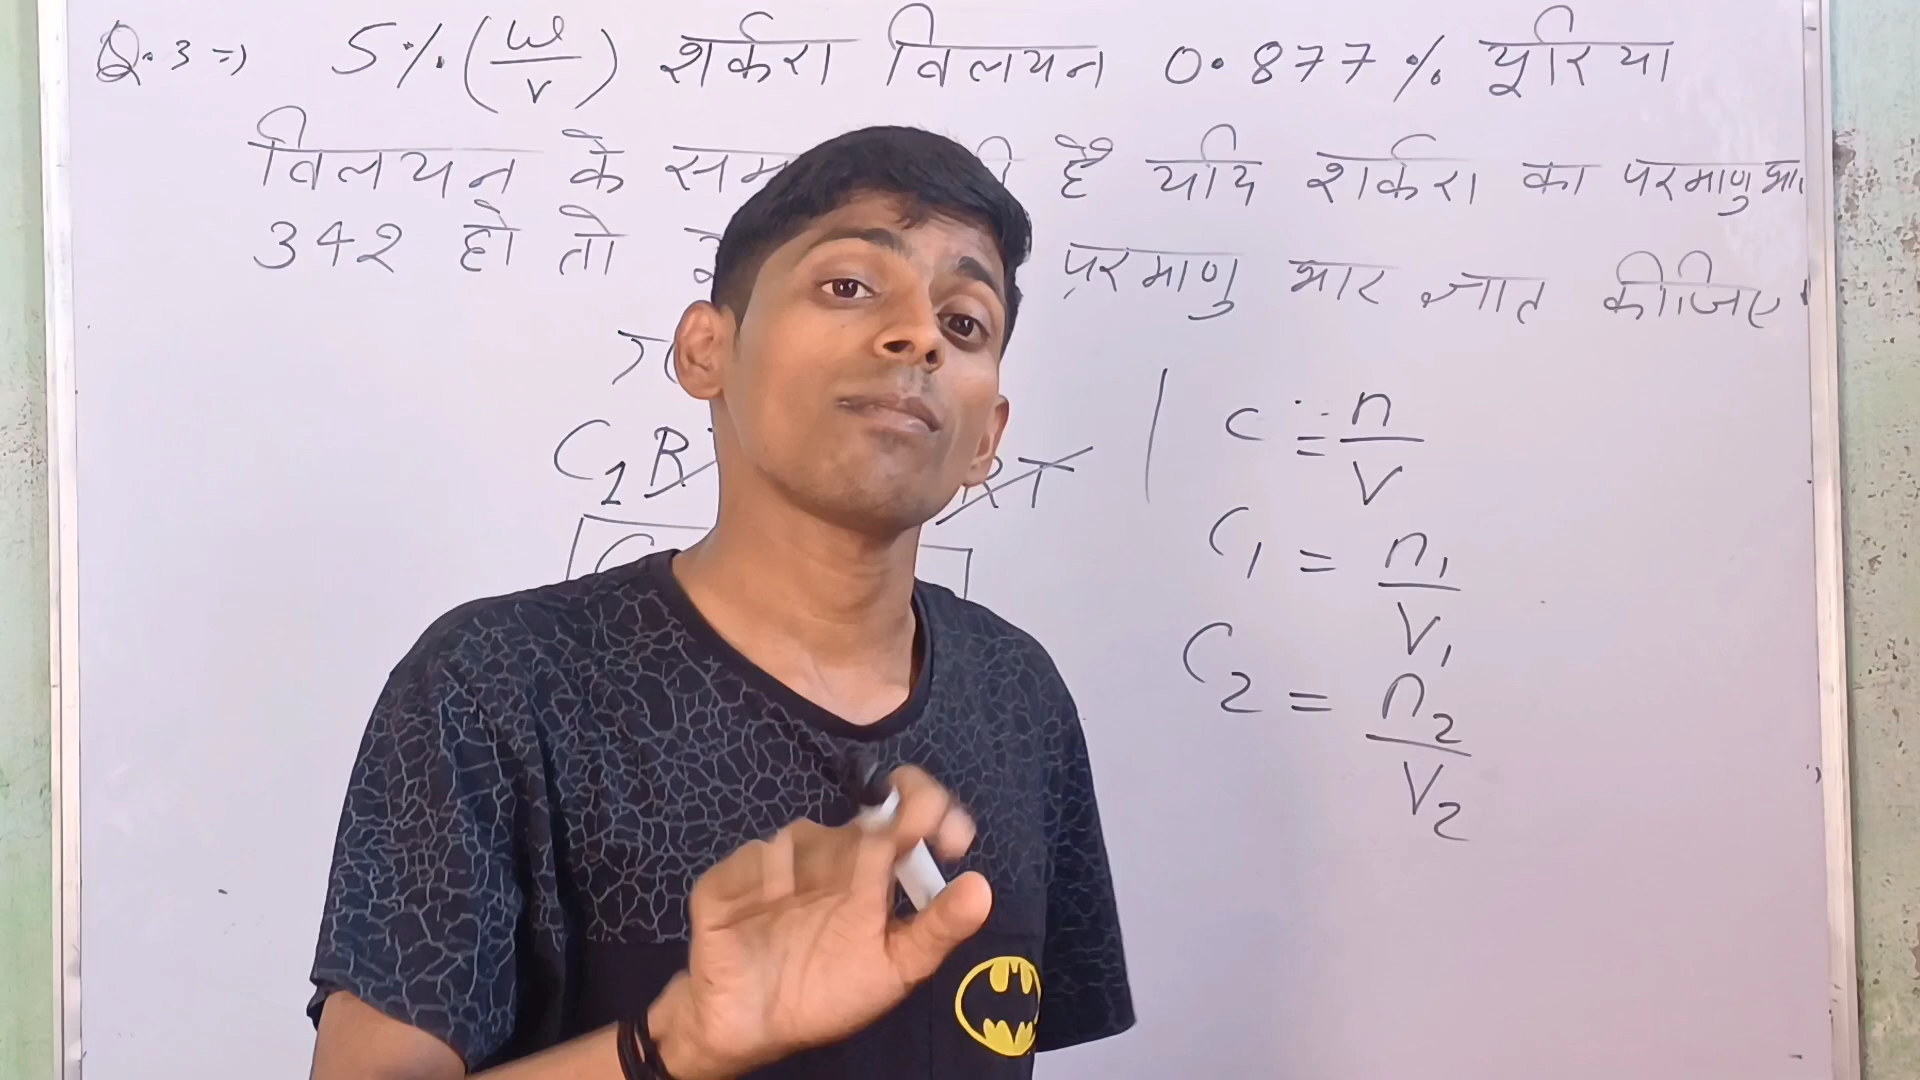 Q.3 ⇒ 5% (w/v) शर्करा विलयन 0.877% यूरिया
विलयन के है यदि शर्करा का परमाणु भा.
342 हो तो परमाणु भार ज्ञात कीजिए
C₁R RT
C = n/V
C₁ = n₁/V₁
C₂ = n₂/V₂